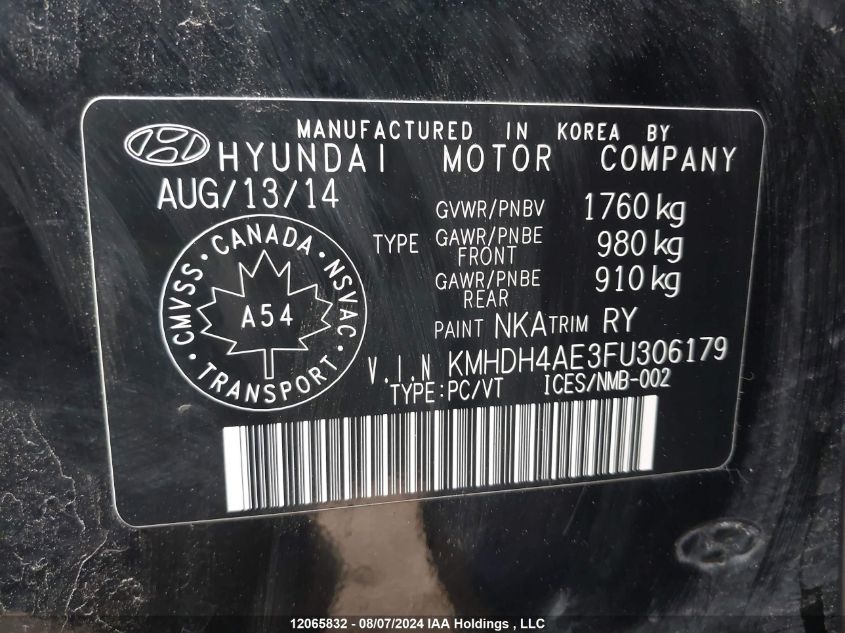 MANUFACTURED IN KOREA BY
HYUNDAI MOTOR COMPANY
AUG/13/14
GVWR/PNBV 1760 kg
TYPE GAWR/PNBE FRONT 980 kg
GAWR/PNBE REAR 910 kg
PAINT NKA TRIM RY
CMVSS · CANADA · NSVAC · TRANSPORT ·
A54
V.I.N KMHDH4AE3FU306179
TYPE:PC/VT ICES/NMB-002
12065832 - 08/07/2024 IAA Holdings , LLC